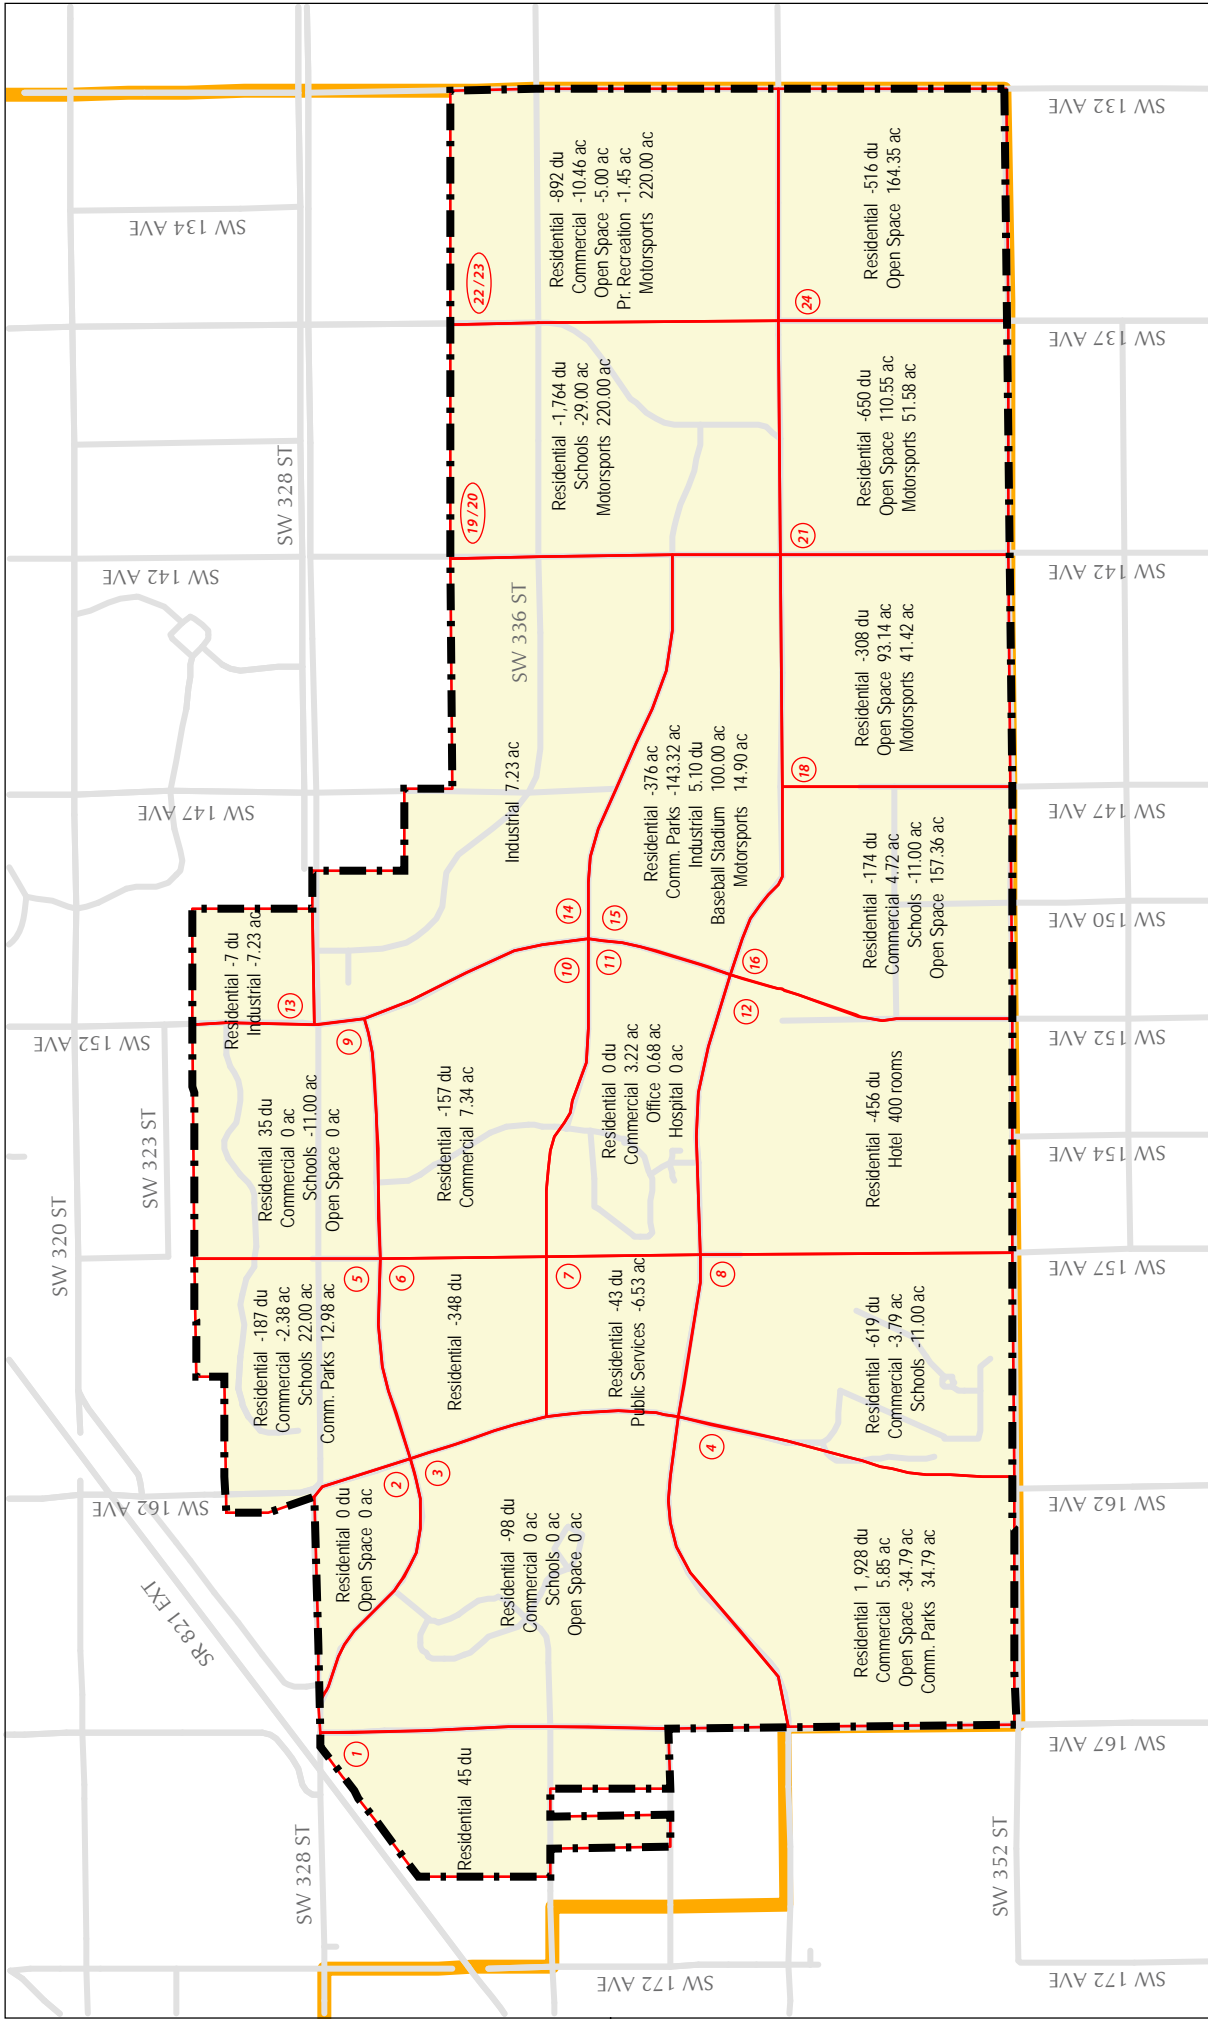 SW 132 AVE
SW 134 AVE
SW 137 AVE
SW 142 AVE
SW 142 AVE
SW 147 AVE
SW 147 AVE
SW 150 AVE
SW 152 AVE
SW 152 AVE
SW 154 AVE
SW 157 AVE
SW 162 AVE
SW 162 AVE
SW 167 AVE
SW 172 AVE
SW 172 AVE
SW 320 ST
SW 323 ST
SW 328 ST
SW 328 ST
SW 336 ST
SW 352 ST
SR 821 EXT
1
Residential 45 du
2
Residential 0 du
Open Space 0 ac
3
Residential -98 du
Commercial 0 ac
Schools 0 ac
Open Space 0 ac
4
Residential 1,928 du
Commercial 5.85 ac
Open Space -34.79 ac
Comm. Parks 34.79 ac
5
Residential -187 du
Commercial -2.38 ac
Schools 22.00 ac
Comm. Parks 12.98 ac
6
Residential -348 du
7
Residential -43 du
Public Services -6.53 ac
8
Residential -619 du
Commercial -3.79 ac
Schools -11.00 ac
9
Residential 35 du
Commercial 0 ac
Schools -11.00 ac
Open Space 0 ac
10
Residential -157 du
Commercial 7.34 ac
11
Residential 0 du
Commercial 3.22 ac
Office 0.68 ac
Hospital 0 ac
12
Residential -456 du
Hotel 400 rooms
13
Residential -7 du
Industrial -7.23 ac
14
Industrial 7.23 ac
15
Residential -376 ac
Comm. Parks -143.32 ac
Industrial 5.10 du
Baseball Stadium 100.00 ac
Motorsports 14.90 ac
16
Residential -174 du
Commercial 4.72 ac
Schools -11.00 ac
Open Space 157.36 ac
18
Residential -308 du
Open Space 93.14 ac
Motorsports 41.42 ac
19/20
Residential -1,764 du
Schools -29.00 ac
Motorsports 220.00 ac
21
Residential -650 du
Open Space 110.55 ac
Motorsports 51.58 ac
22/23
Residential -892 du
Commercial -10.46 ac
Open Space -5.00 ac
Pr. Recreation -1.45 ac
Motorsports 220.00 ac
24
Residential -516 du
Open Space 164.35 ac